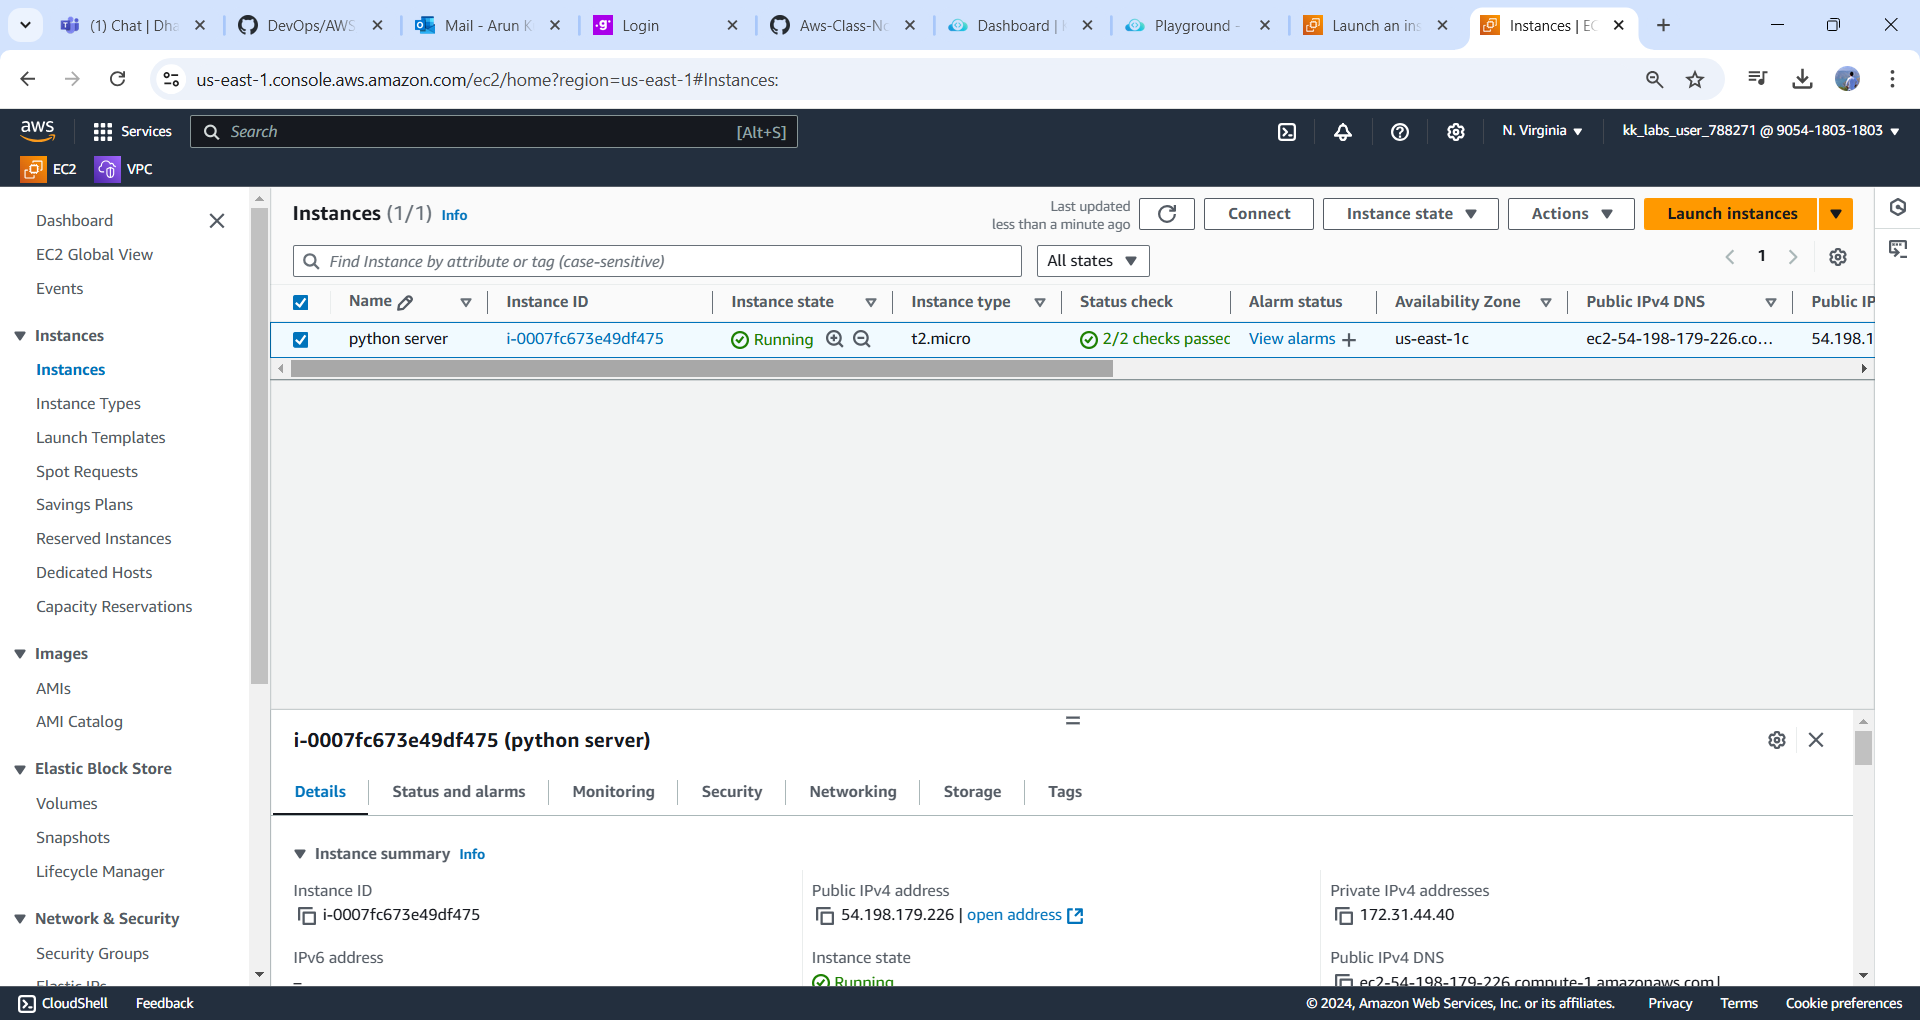 (1) Chat | Dha
DevOps/AWS
Mail - Arun K
Login
Aws-Class-No
Dashboard |
Playground -
Launch an ins
Instances | EC
us-east-1.console.aws.amazon.com/ec2/home?region=us-east-1#Instances:
aws
Services
Search
[Alt+S]
N. Virginia
kk_labs_user_788271 @ 9054-1803-1803
EC2
VPC
Dashboard
EC2 Global View
Events
Instances
Instances
Instance Types
Launch Templates
Spot Requests
Savings Plans
Reserved Instances
Dedicated Hosts
Capacity Reservations
Images
AMIs
AMI Catalog
Elastic Block Store
Volumes
Snapshots
Lifecycle Manager
Network & Security
Security Groups
Elastic IPs
Instances (1/1) Info
Last updated
less than a minute ago
Connect
Instance state
Actions
Launch instances
Find Instance by attribute or tag (case-sensitive)
All states
1
Name
Instance ID
Instance state
Instance type
Status check
Alarm status
Availability Zone
Public IPv4 DNS
Public IP
python server
i-0007fc673e49df475
Running
t2.micro
2/2 checks passec
View alarms
us-east-1c
ec2-54-198-179-226.co...
54.198.1
i-0007fc673e49df475 (python server)
Details
Status and alarms
Monitoring
Security
Networking
Storage
Tags
Instance summary Info
Instance ID
i-0007fc673e49df475
Public IPv4 address
54.198.179.226 | open address
Private IPv4 addresses
172.31.44.40
IPv6 address
–
Instance state
Running
Public IPv4 DNS
ec2-54-198-179-226.compute-1.amazonaws.com |
CloudShell
Feedback
© 2024, Amazon Web Services, Inc. or its affiliates.
Privacy
Terms
Cookie preferences